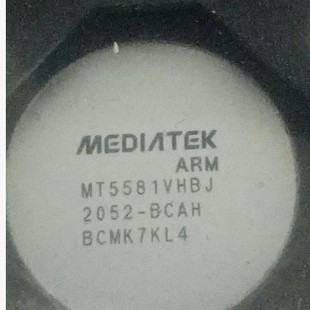 MEDIATEK
ARM
MT5581VHBJ
2052-BCAH
BCMK7KL4